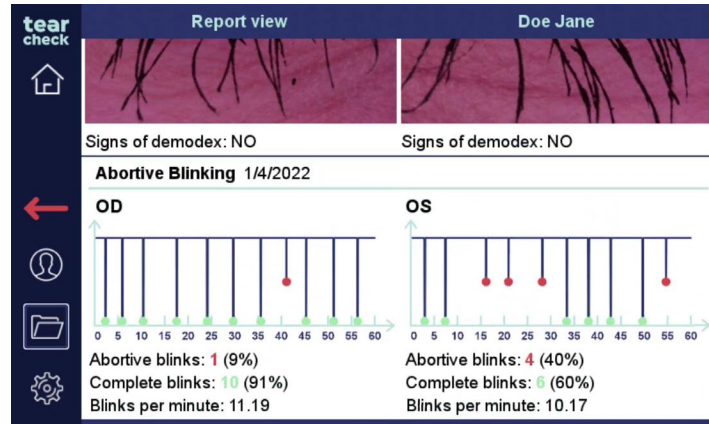 tear
check
Report view
Doe Jane
Signs of demodex: NO
Signs of demodex: NO
Abortive Blinking 1/4/2022
OD
OS
0 5 10 15 20 25 30 35 40 45 50 55 60
0 5 10 15 20 25 30 35 40 45 50 55 60
Abortive blinks: 1 (9%)
Complete blinks: 10 (91%)
Blinks per minute: 11.19
Abortive blinks: 4 (40%)
Complete blinks: 6 (60%)
Blinks per minute: 10.17